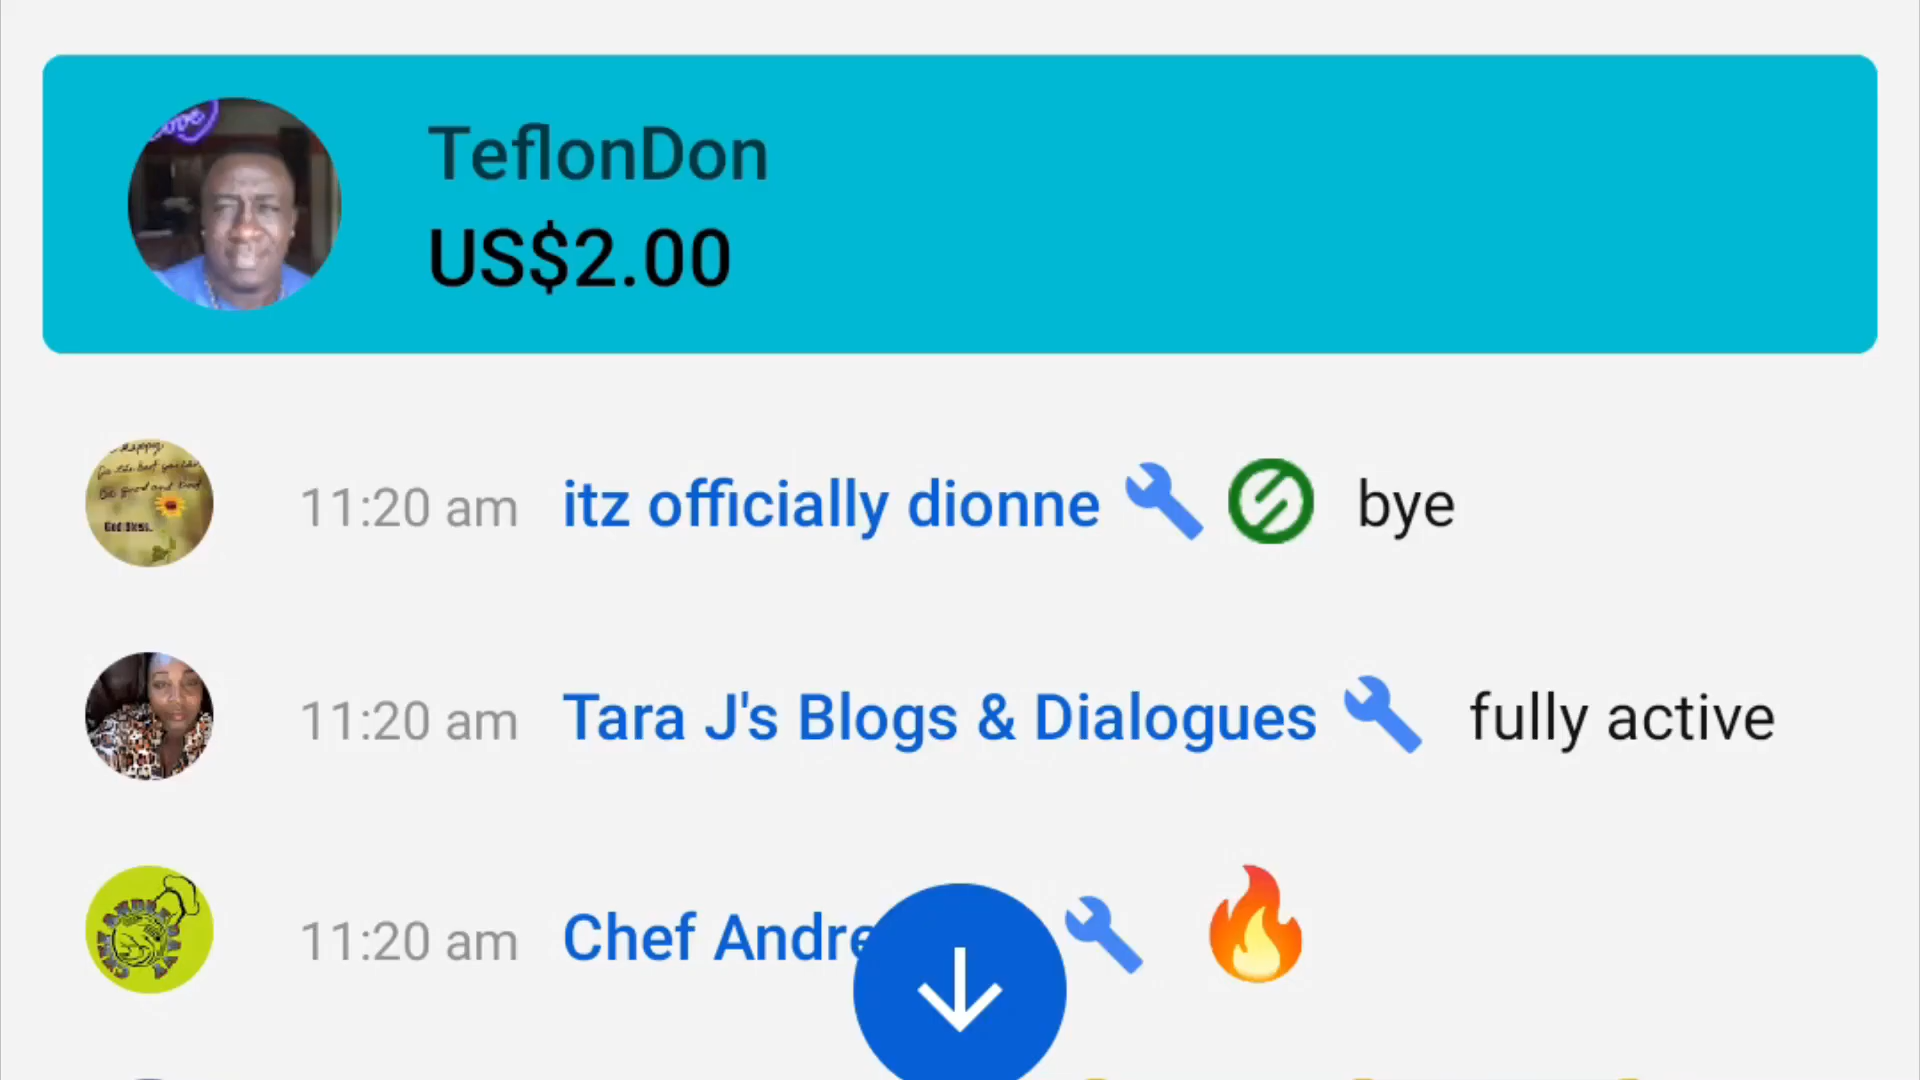 TeflonDon
US$2.00
11:20 am itz officially dionne bye
11:20 am Tara J's Blogs & Dialogues fully active
11:20 am Chef Andre